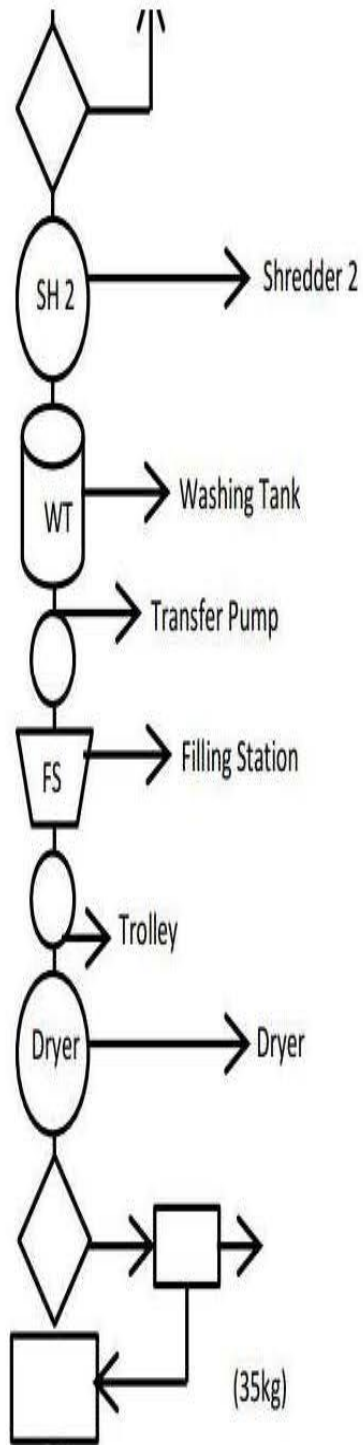 SH 2
Shredder 2
WT
Washing Tank
Transfer Pump
FS
Filling Station
Trolley
Dryer
Dryer
(35kg)